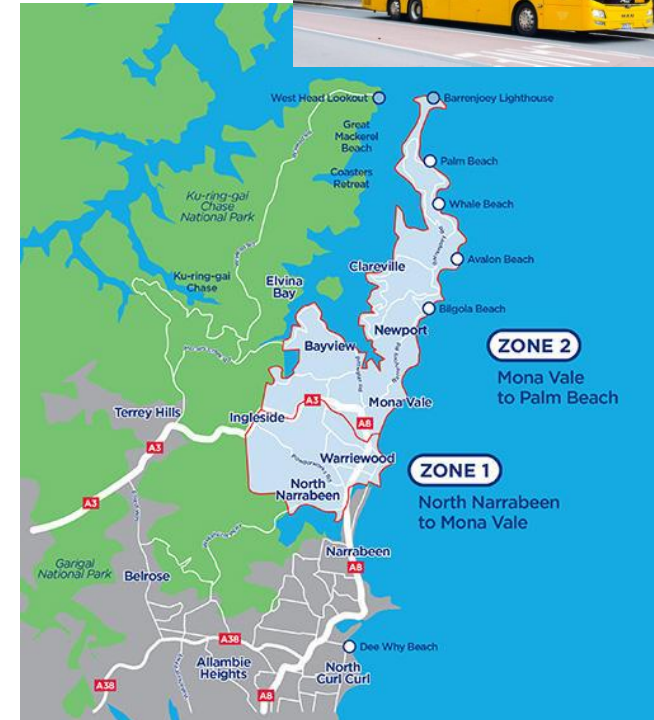 West Head Lookout
Barrenjoey Lighthouse
Great
Mackerel
Beach
Palm Beach
Coasters
Retreat
Ku-ring-gai
Chase
National Park
Whale Beach
Clareville
Avalon Beach
Ku-ring-gai
Chase
Elvina
Bay
Bilgola Beach
Newport
Bayview
ZONE 2
Mona Vale
to Palm Beach
Terrey Hills
Ingleside
A3
Mona Vale
A8
A3
Warriewood
ZONE 1
Powderworks Rd
North
Narrabeen
North Narrabeen
to Mona Vale
A3
Narrabeen
Garigal
National Park
Belrose
A8
A38
Dee Why Beach
Allambie
Heights
North
Curl Curl
A38
A8